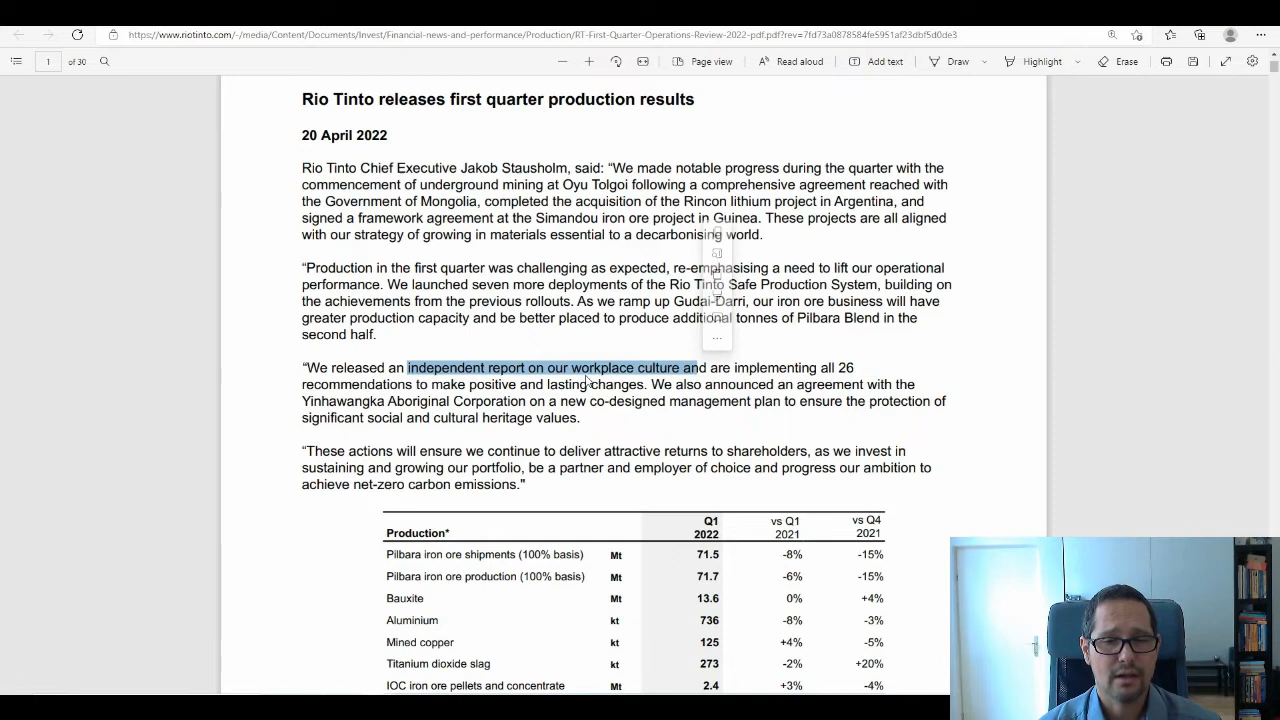 https://www.riotinto.com/-/media/Content/Documents/Invest/Financial-news-and-performance/Production/RT-First-Quarter-Operations-Review-2022-pdf.pdf?rev=7fd73a0878584fe5951af23dbf5d0de3
1 of 30
Page view
Read aloud
Add text
Draw
Highlight
Erase
Rio Tinto releases first quarter production results
20 April 2022
Rio Tinto Chief Executive Jakob Stausholm, said: “We made notable progress during the quarter with the
commencement of underground mining at Oyu Tolgoi following a comprehensive agreement reached with
the Government of Mongolia, completed the acquisition of the Rincon lithium project in Argentina, and
signed a framework agreement at the Simandou iron ore project in Guinea. These projects are all aligned
with our strategy of growing in materials essential to a decarbonising world.
“Production in the first quarter was challenging as expected, re-emphasising a need to lift our operational
performance. We launched seven more deployments of the Rio Tinto Safe Production System, building on
the achievements from the previous rollouts. As we ramp up Gudai-Darri, our iron ore business will have
greater production capacity and be better placed to produce additional tonnes of Pilbara Blend in the
second half.
“We released an independent report on our workplace culture and are implementing all 26
recommendations to make positive and lasting changes. We also announced an agreement with the
Yinhawangka Aboriginal Corporation on a new co-designed management plan to ensure the protection of
significant social and cultural heritage values.
“These actions will ensure we continue to deliver attractive returns to shareholders, as we invest in
sustaining and growing our portfolio, be a partner and employer of choice and progress our ambition to
achieve net-zero carbon emissions."
Q1 vs Q1 vs Q4
Production* 2022 2021 2021
Pilbara iron ore shipments (100% basis) Mt 71.5 -8% -15%
Pilbara iron ore production (100% basis) Mt 71.7 -6% -15%
Bauxite Mt 13.6 0% +4%
Aluminium kt 736 -8% -3%
Mined copper kt 125 +4% -5%
Titanium dioxide slag kt 273 -2% +20%
IOC iron ore pellets and concentrate Mt 2.4 +3% -4%